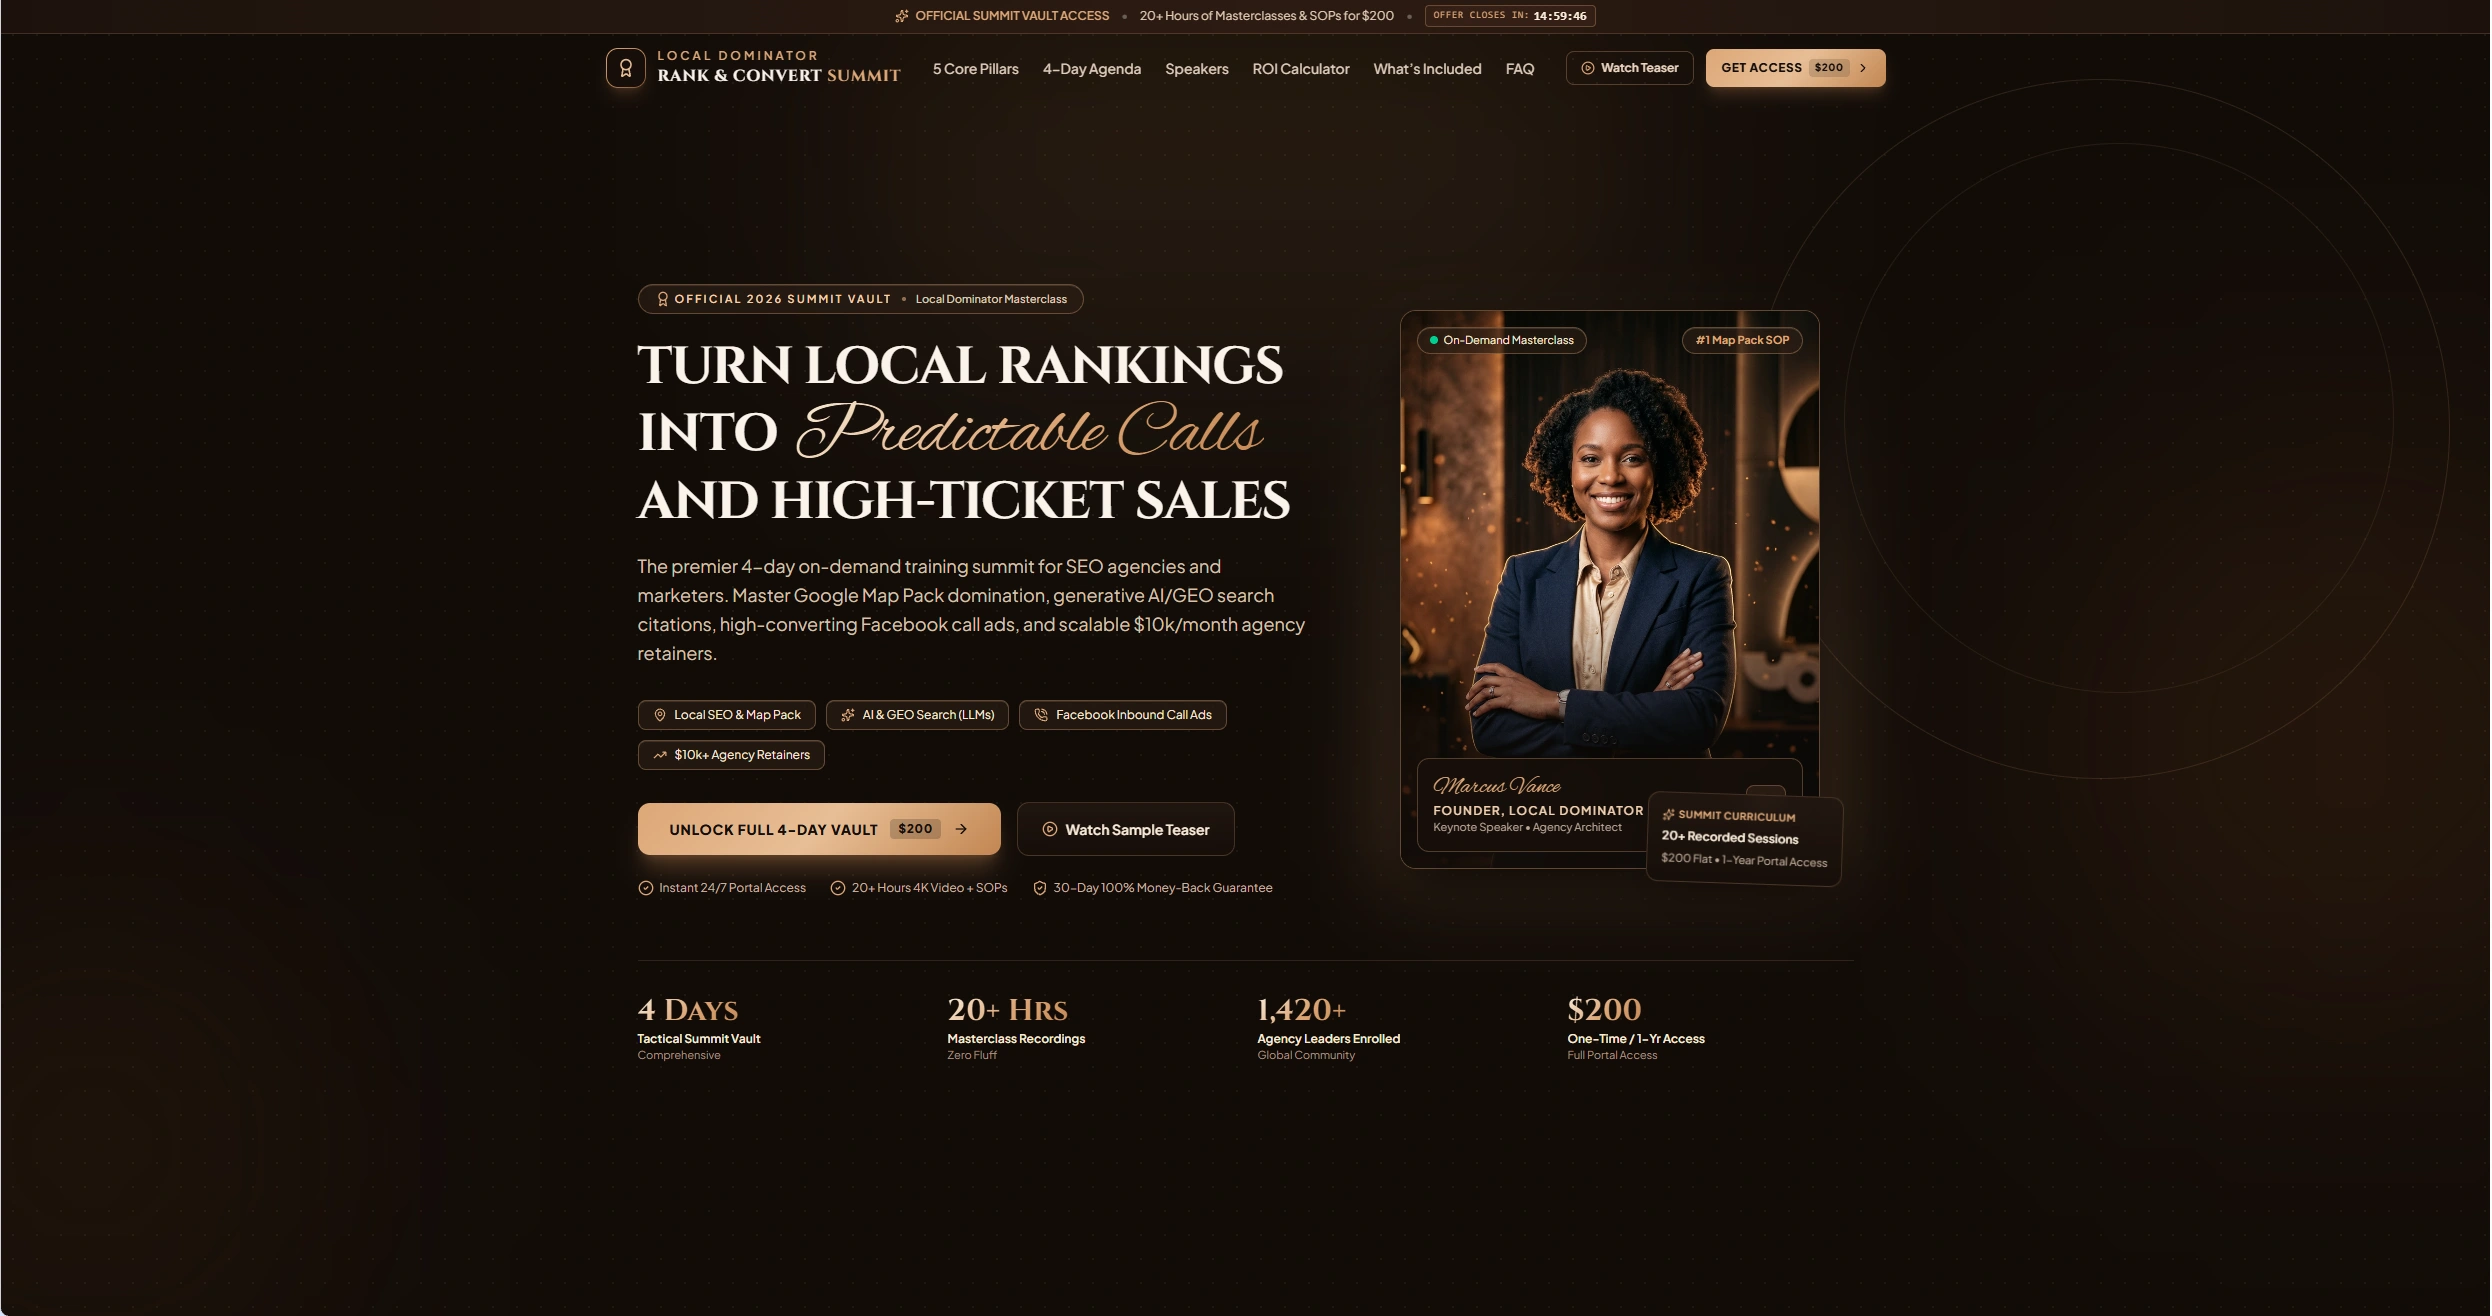 OFFICIAL SUMMIT VAULT ACCESS • 20+ Hours of Masterclasses & SOPs for $200 • OFFER CLOSES IN: 14:59:46
LOCAL DOMINATOR
RANK & CONVERT SUMMIT
5 Core Pillars
4-Day Agenda
Speakers
ROI Calculator
What's Included
FAQ
Watch Teaser
GET ACCESS $200
OFFICIAL 2026 SUMMIT VAULT • Local Dominator Masterclass
TURN LOCAL RANKINGS
INTO Predictable Calls
AND HIGH-TICKET SALES
The premier 4-day on-demand training summit for SEO agencies and
marketers. Master Google Map Pack domination, generative AI/GEO search
citations, high-converting Facebook call ads, and scalable $10k/month agency
retainers.
Local SEO & Map Pack
AI & GEO Search (LLMs)
Facebook Inbound Call Ads
$10k+ Agency Retainers
UNLOCK FULL 4-DAY VAULT $200
Watch Sample Teaser
Instant 24/7 Portal Access
20+ Hours 4K Video + SOPs
30-Day 100% Money-Back Guarantee
On-Demand Masterclass
#1 Map Pack SOP
Marcus Vance
FOUNDER, LOCAL DOMINATOR
Keynote Speaker • Agency Architect
SUMMIT CURRICULUM
20+ Recorded Sessions
$200 Flat • 1-Year Portal Access
4 DAYS
Tactical Summit Vault
Comprehensive
20+ HRS
Masterclass Recordings
Zero Fluff
1,420+
Agency Leaders Enrolled
Global Community
$200
One-Time / 1-Yr Access
Full Portal Access